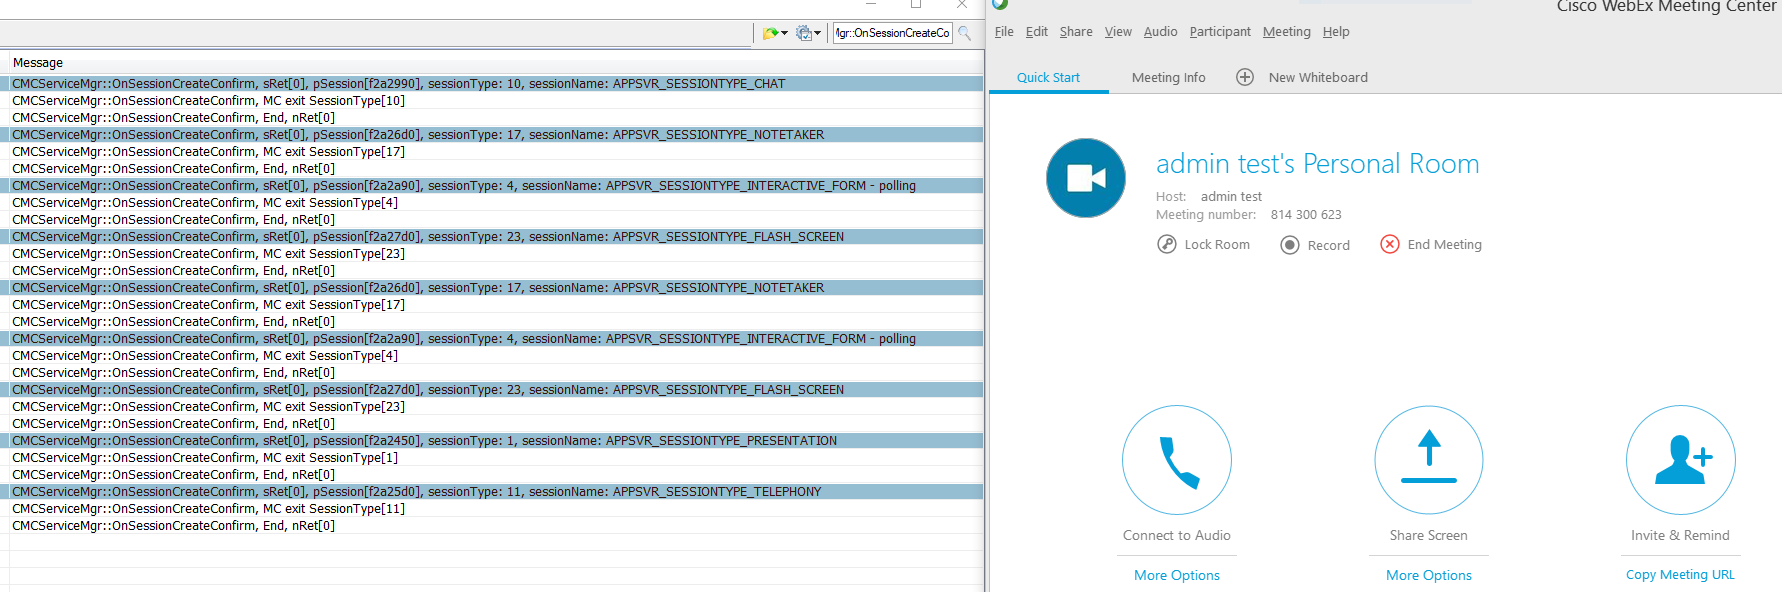 Mgr::OnSessionCreateCo
Message
CMCServiceMgr::OnSessionCreateConfirm, sRet[0], pSession[f2a2990], sessionType: 10, sessionName: APPSVR_SESSIONTYPE_CHAT
CMCServiceMgr::OnSessionCreateConfirm, MC exit SessionType[10]
CMCServiceMgr::OnSessionCreateConfirm, End, nRet[0]
CMCServiceMgr::OnSessionCreateConfirm, sRet[0], pSession[f2a26d0], sessionType: 17, sessionName: APPSVR_SESSIONTYPE_NOTETAKER
CMCServiceMgr::OnSessionCreateConfirm, MC exit SessionType[17]
CMCServiceMgr::OnSessionCreateConfirm, End, nRet[0]
CMCServiceMgr::OnSessionCreateConfirm, sRet[0], pSession[f2a2a90], sessionType: 4, sessionName: APPSVR_SESSIONTYPE_INTERACTIVE_FORM - polling
CMCServiceMgr::OnSessionCreateConfirm, MC exit SessionType[4]
CMCServiceMgr::OnSessionCreateConfirm, End, nRet[0]
CMCServiceMgr::OnSessionCreateConfirm, sRet[0], pSession[f2a27d0], sessionType: 23, sessionName: APPSVR_SESSIONTYPE_FLASH_SCREEN
CMCServiceMgr::OnSessionCreateConfirm, MC exit SessionType[23]
CMCServiceMgr::OnSessionCreateConfirm, End, nRet[0]
CMCServiceMgr::OnSessionCreateConfirm, sRet[0], pSession[f2a26d0], sessionType: 17, sessionName: APPSVR_SESSIONTYPE_NOTETAKER
CMCServiceMgr::OnSessionCreateConfirm, MC exit SessionType[17]
CMCServiceMgr::OnSessionCreateConfirm, End, nRet[0]
CMCServiceMgr::OnSessionCreateConfirm, sRet[0], pSession[f2a2a90], sessionType: 4, sessionName: APPSVR_SESSIONTYPE_INTERACTIVE_FORM - polling
CMCServiceMgr::OnSessionCreateConfirm, MC exit SessionType[4]
CMCServiceMgr::OnSessionCreateConfirm, End, nRet[0]
CMCServiceMgr::OnSessionCreateConfirm, sRet[0], pSession[f2a27d0], sessionType: 23, sessionName: APPSVR_SESSIONTYPE_FLASH_SCREEN
CMCServiceMgr::OnSessionCreateConfirm, MC exit SessionType[23]
CMCServiceMgr::OnSessionCreateConfirm, End, nRet[0]
CMCServiceMgr::OnSessionCreateConfirm, sRet[0], pSession[f2a2450], sessionType: 1, sessionName: APPSVR_SESSIONTYPE_PRESENTATION
CMCServiceMgr::OnSessionCreateConfirm, MC exit SessionType[1]
CMCServiceMgr::OnSessionCreateConfirm, End, nRet[0]
CMCServiceMgr::OnSessionCreateConfirm, sRet[0], pSession[f2a25d0], sessionType: 11, sessionName: APPSVR_SESSIONTYPE_TELEPHONY
CMCServiceMgr::OnSessionCreateConfirm, MC exit SessionType[11]
CMCServiceMgr::OnSessionCreateConfirm, End, nRet[0]
Cisco WebEx Meeting Center
File Edit Share View Audio Participant Meeting Help
Quick Start Meeting Info New Whiteboard
admin test's Personal Room
Host: admin test
Meeting number: 814 300 623
Lock Room Record End Meeting
Connect to Audio Share Screen Invite & Remind
More Options More Options Copy Meeting URL